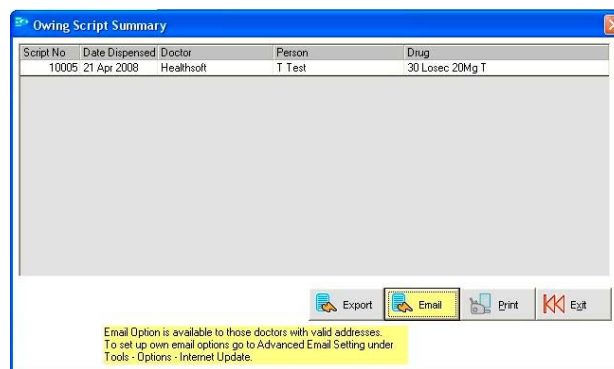 Owing Script Summary
Script No Date Dispensed Doctor Person Drug
10005 21 Apr 2008 Healthsoft T Test 30 Losec 20Mg T
Export Email Print Exit
Email Option is available to those doctors with valid addresses.
To set up own email options go to Advanced Email Setting under
Tools - Options - Internet Update.